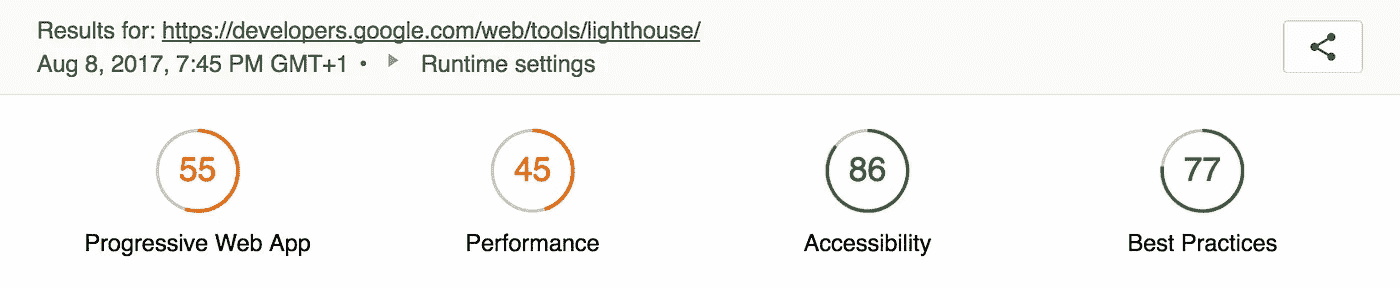 Results for: https://developers.google.com/web/tools/lighthouse/
Aug 8, 2017, 7:45 PM GMT+1 • Runtime settings
55 45 86 77
Progressive Web App Performance Accessibility Best Practices